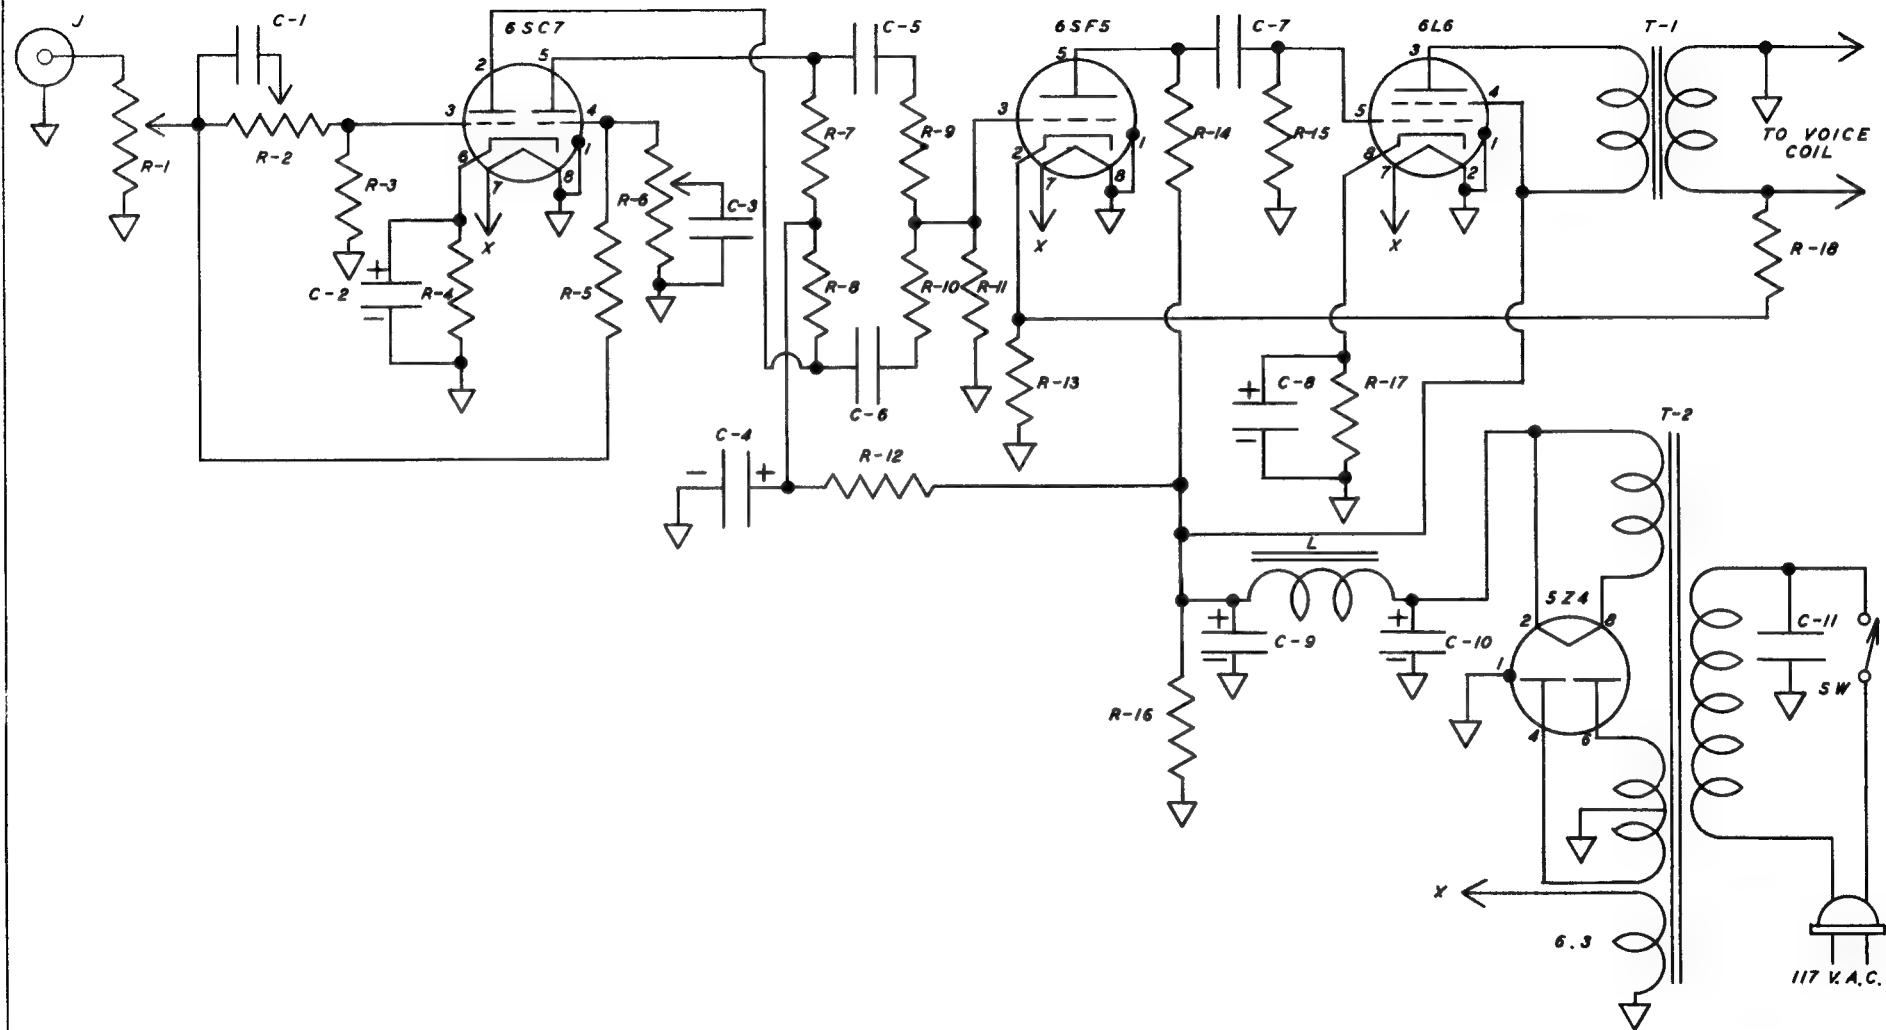 J
C-1
6SC7
C-5
6SF5
C-7
6L6
T-1
2
5
5
3
3
4
3
5
4
R-1
R-2
R-7
R-9
R-14
R-15
TO VOICE
COIL
6
1
2
1
8
1
R-3
7
8
R-6
C-3
7
8
7
2
X
X
X
R-18
C-2
+
-
R-4
R-5
R-8
R-10
R-11
C-6
R-13
C-8
+
-
R-17
C-4
-
+
R-12
T-2
L
5Z4
2
8
+
-
C-9
+
-
C-10
1
C-11
SW
R-16
4
6
X
6.3
117 V.A.C.